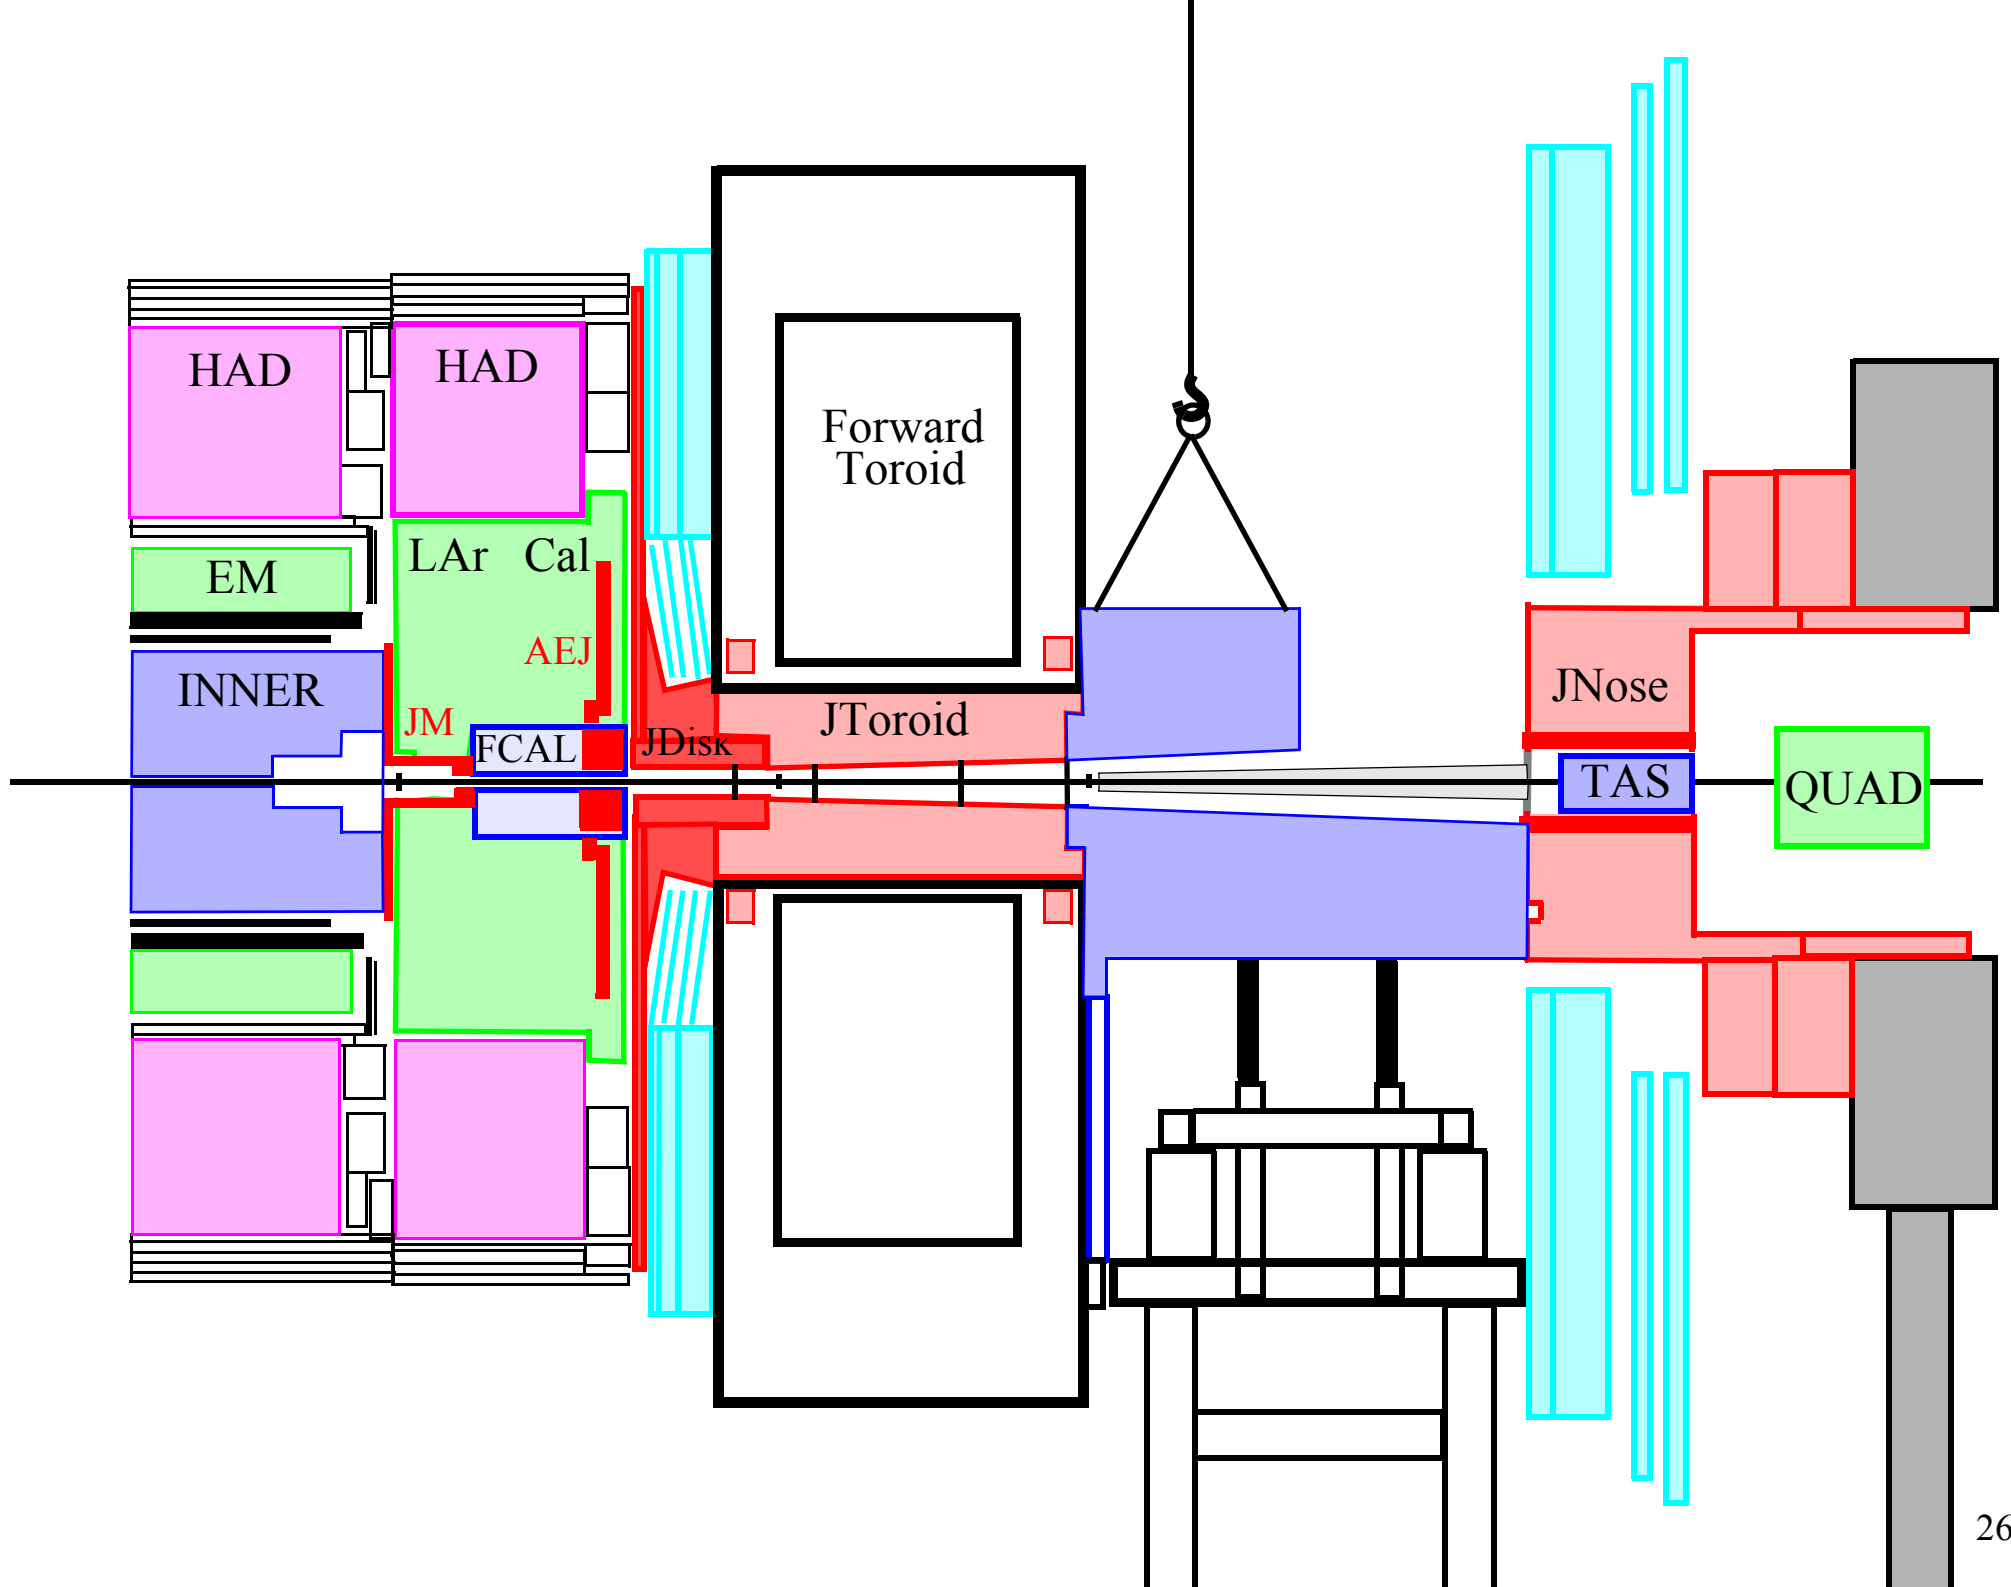 HAD
HAD
Forward
Toroid
LAr Cal
EM
AEJ
INNER
JNose
JM
JToroid
FCAL
JDisk
TAS
QUAD
26